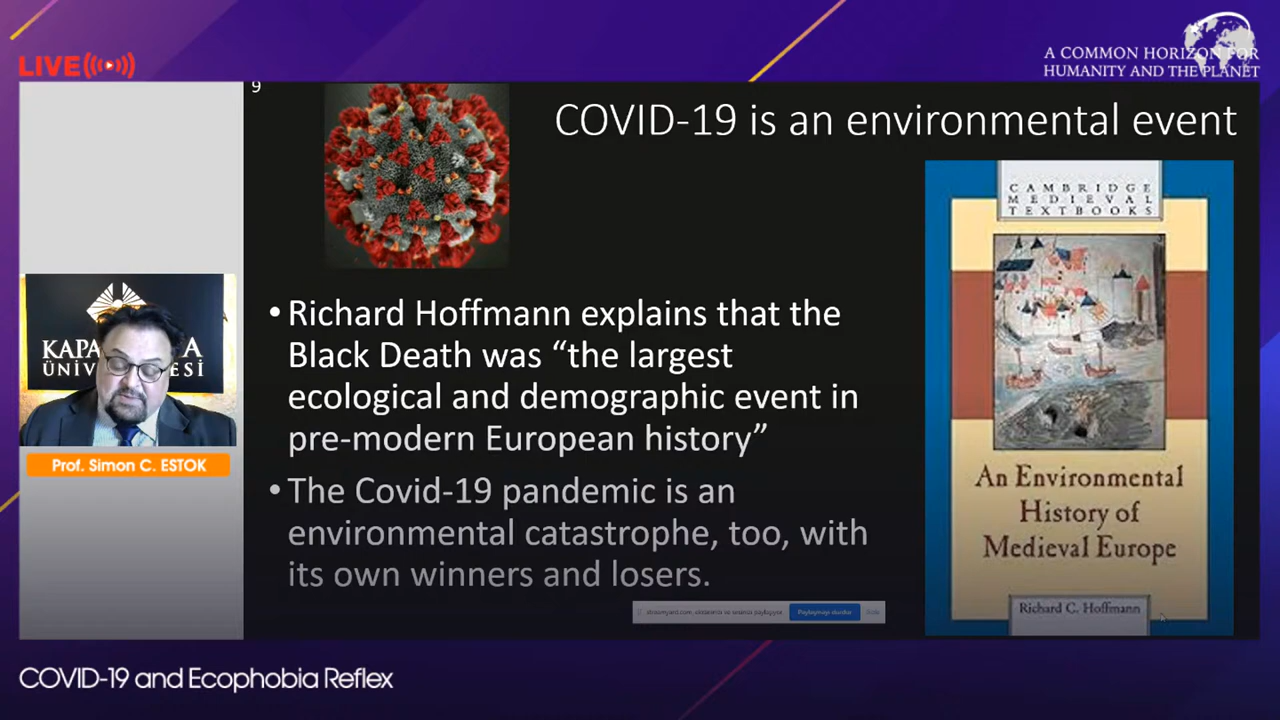 LIVE
A COMMON HORIZON FOR
HUMANITY AND THE PLANET
9
COVID-19 is an environmental event
CAMBRIDGE
MEDIEVAL
TEXTBOOKS
An Environmental
History of
Medieval Europe
Richard C. Hoffmann
• Richard Hoffmann explains that the
Black Death was “the largest
ecological and demographic event in
pre-modern European history”
• The Covid-19 pandemic is an
environmental catastrophe, too, with
its own winners and losers.
Prof. Simon C. ESTOK
COVID-19 and Ecophobia Reflex